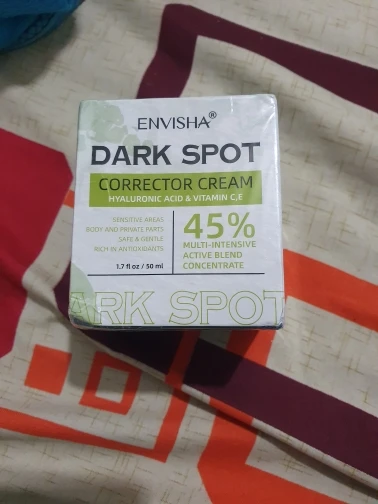 ENVISHA®
DARK SPOT
CORRECTOR CREAM
HYALURONIC ACID & VITAMIN C,E
SENSITIVE AREAS
BODY AND PRIVATE PARTS
SAFE & GENTLE
RICH IN ANTIOXIDANTS
1.7 fl oz / 50 ml
45%
MULTI-INTENSIVE
ACTIVE BLEND
CONCENTRATE
ARK SPOT